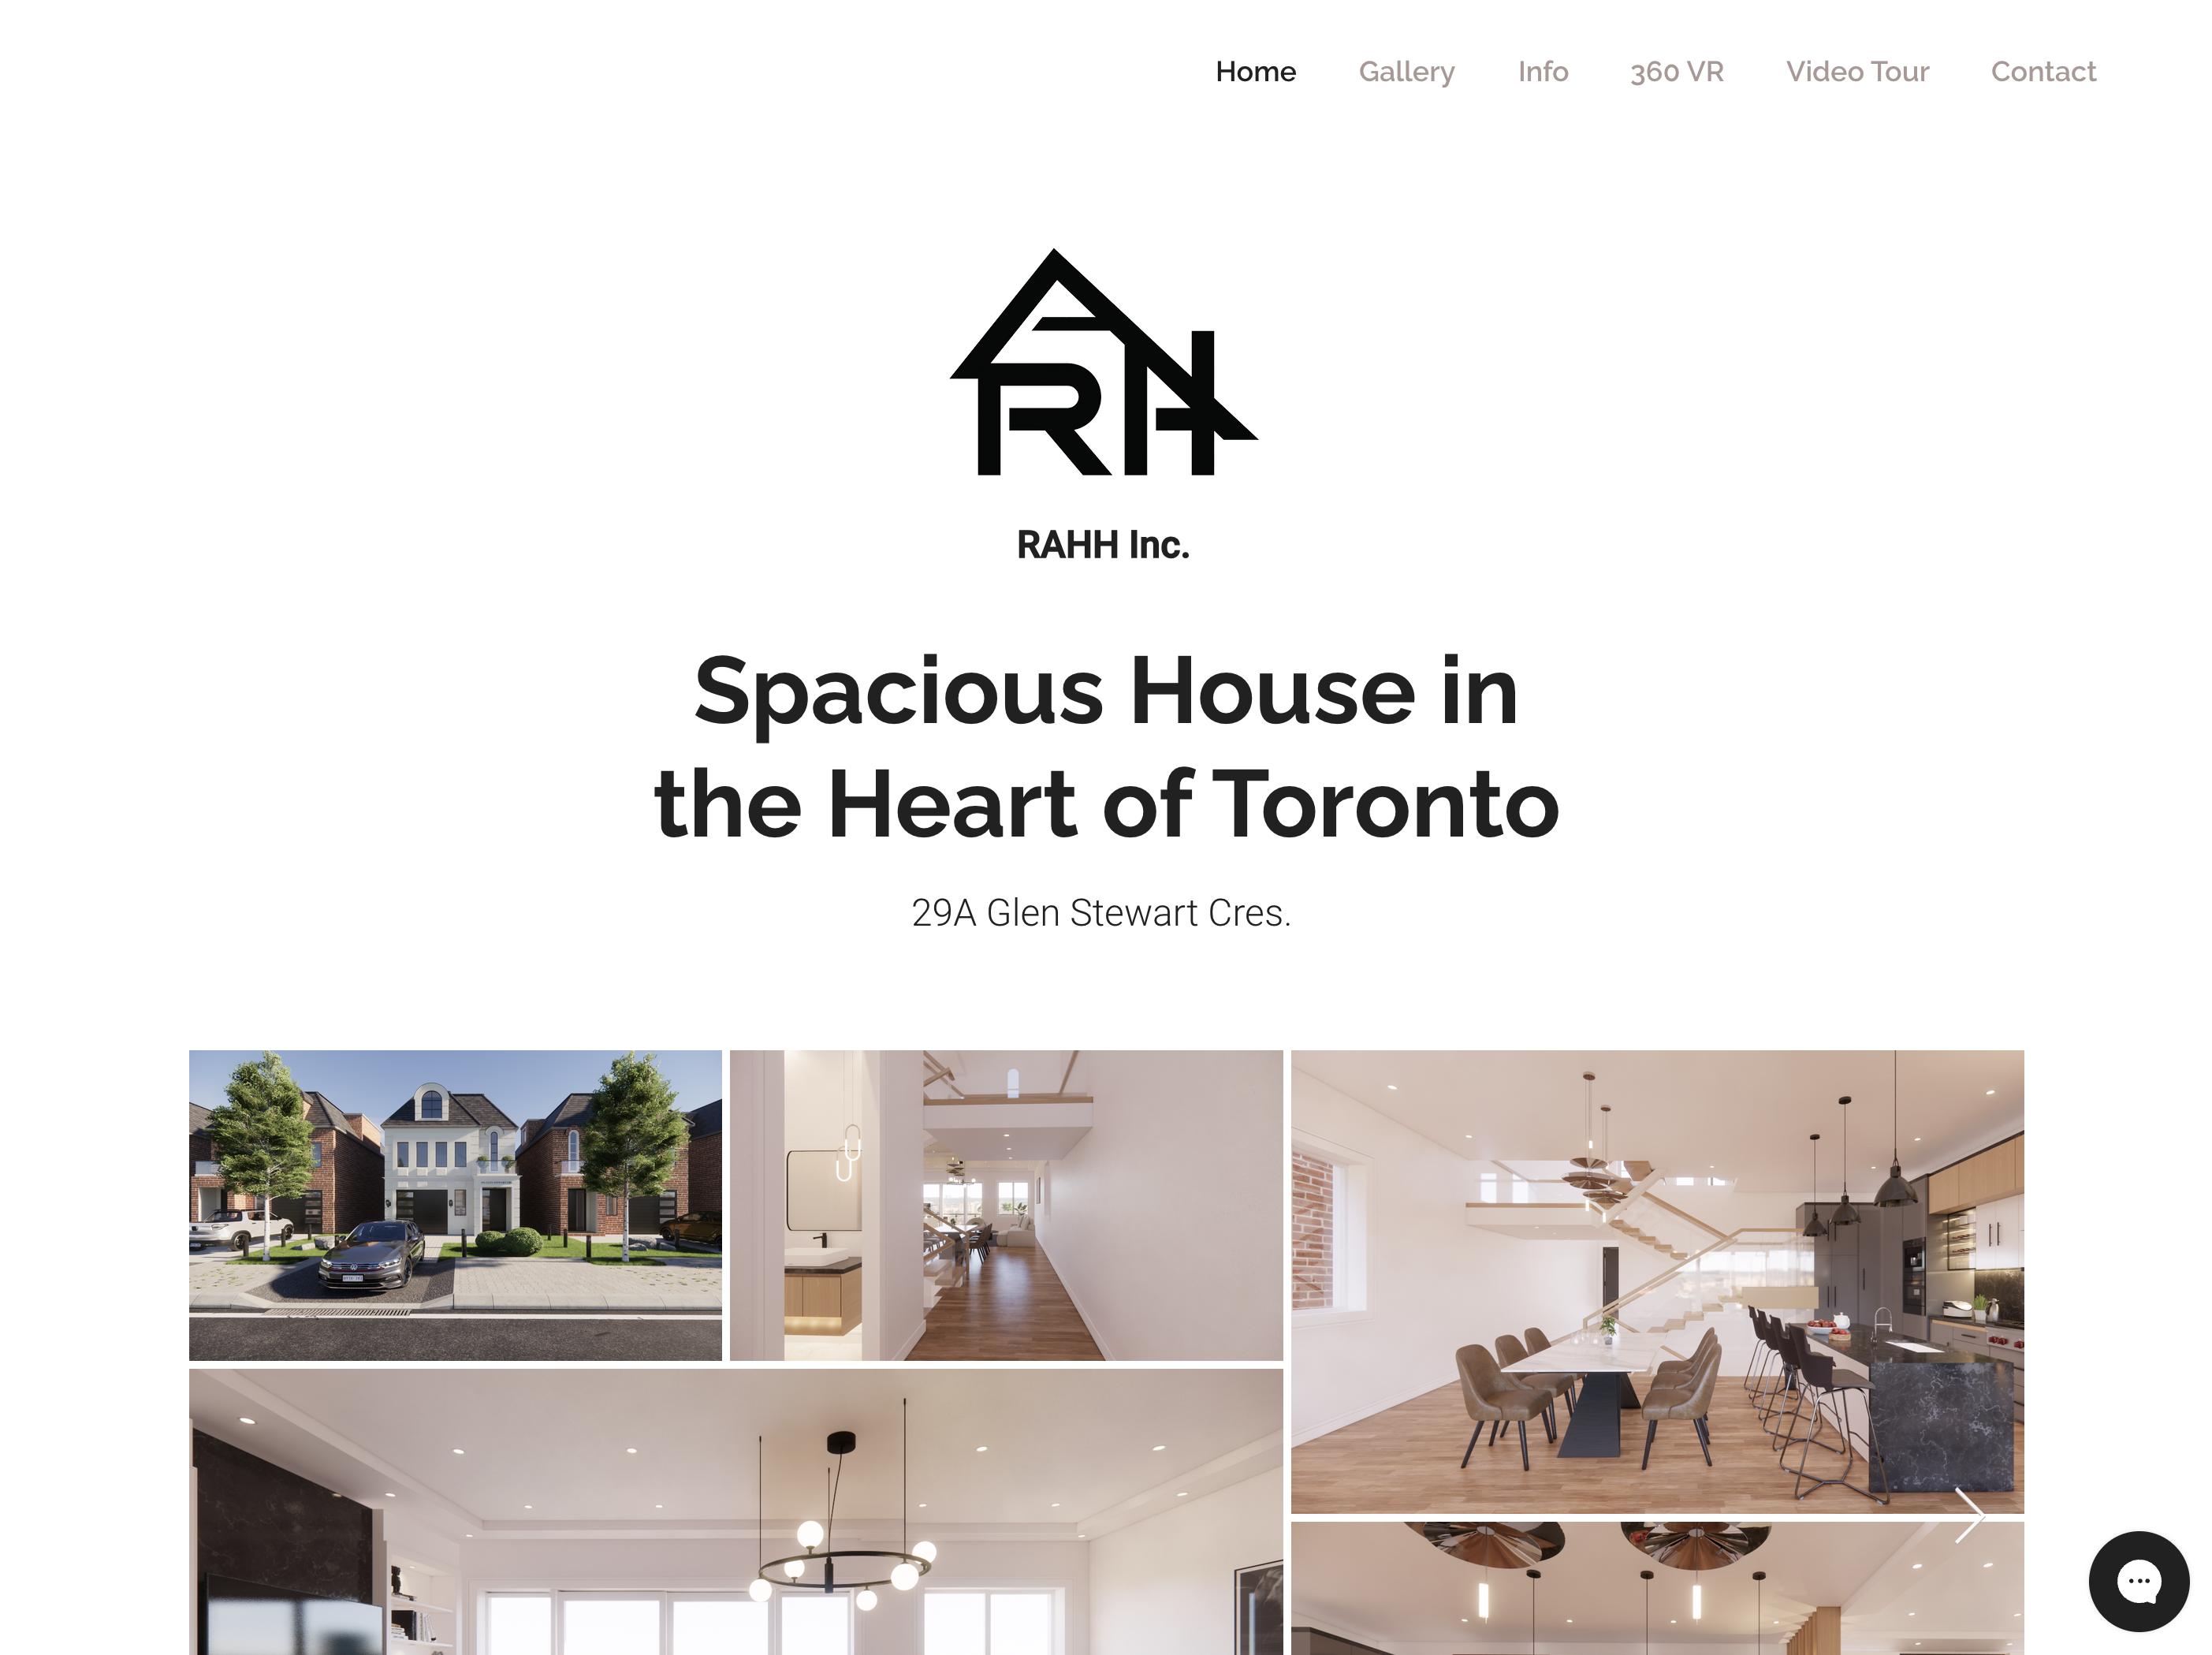 Home Gallery Info 360 VR Video Tour Contact
RAHH Inc.
Spacious House in
the Heart of Toronto
29A Glen Stewart Cres.